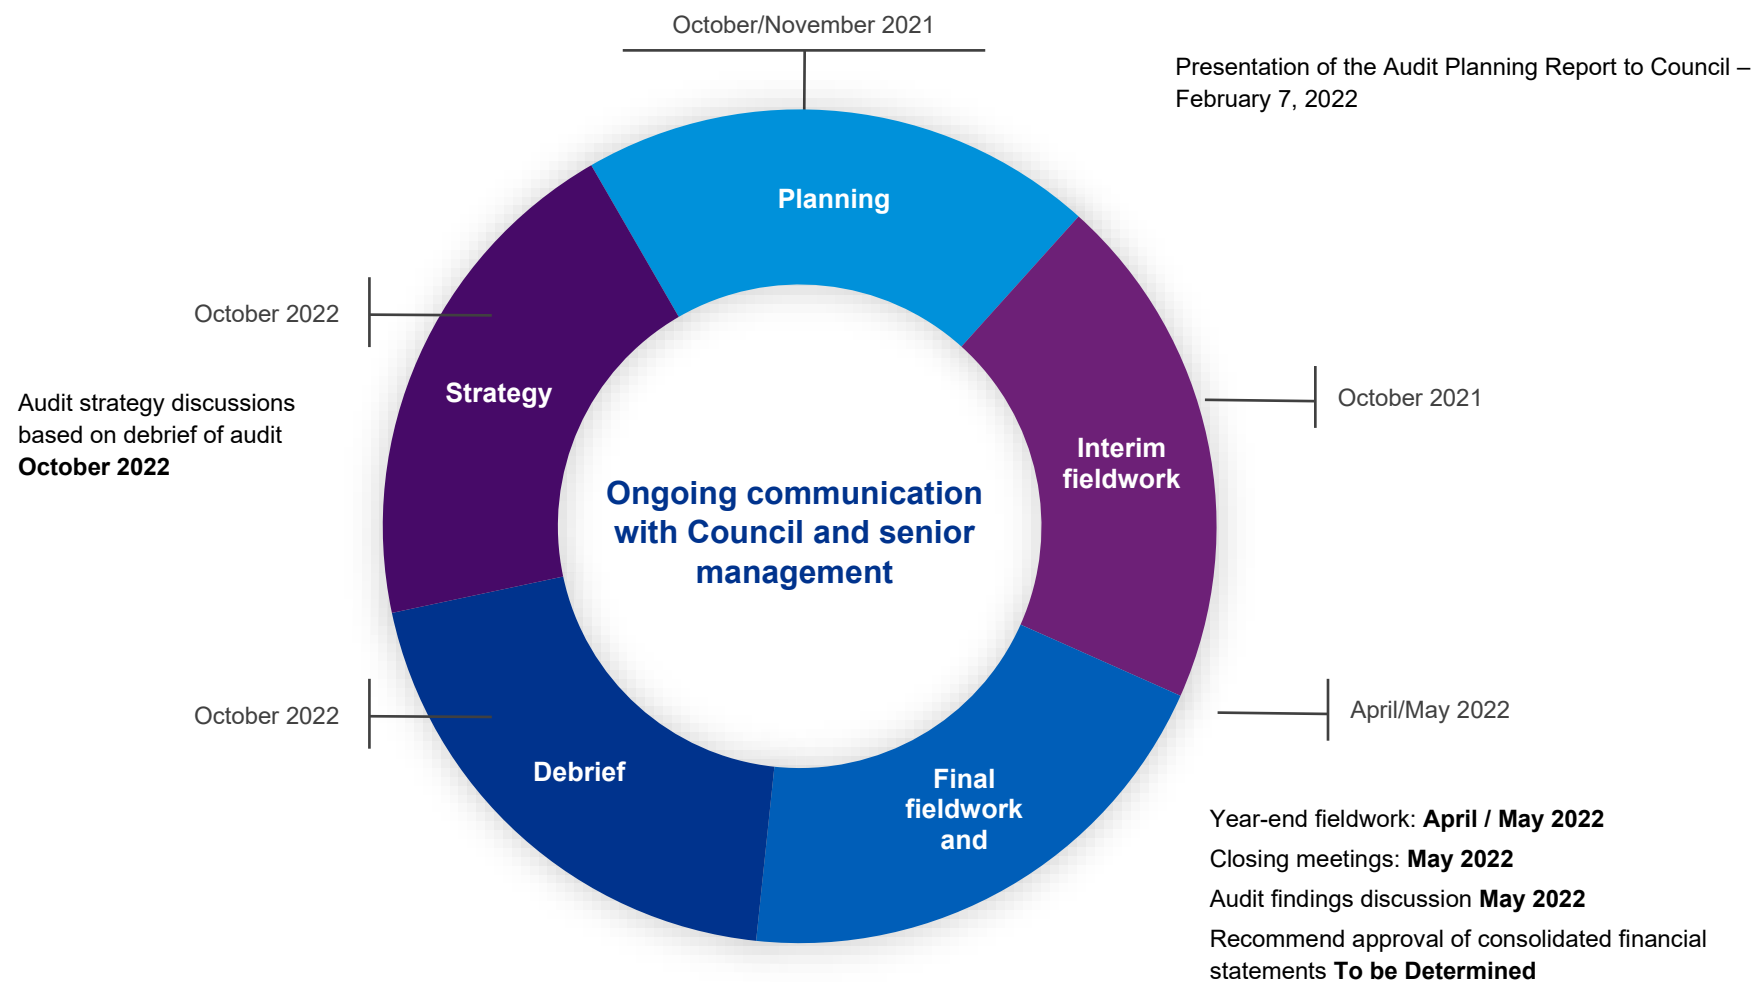 October/November 2021
Presentation of the Audit Planning Report to Council –
February 7, 2022
Planning
October 2022
Strategy
Audit strategy discussions
based on debrief of audit
October 2022
October 2021
Interim
fieldwork
Ongoing communication
with Council and senior
management
October 2022
Debrief
April/May 2022
Final
fieldwork
and
Year-end fieldwork: April / May 2022
Closing meetings: May 2022
Audit findings discussion May 2022
Recommend approval of consolidated financial
statements To be Determined